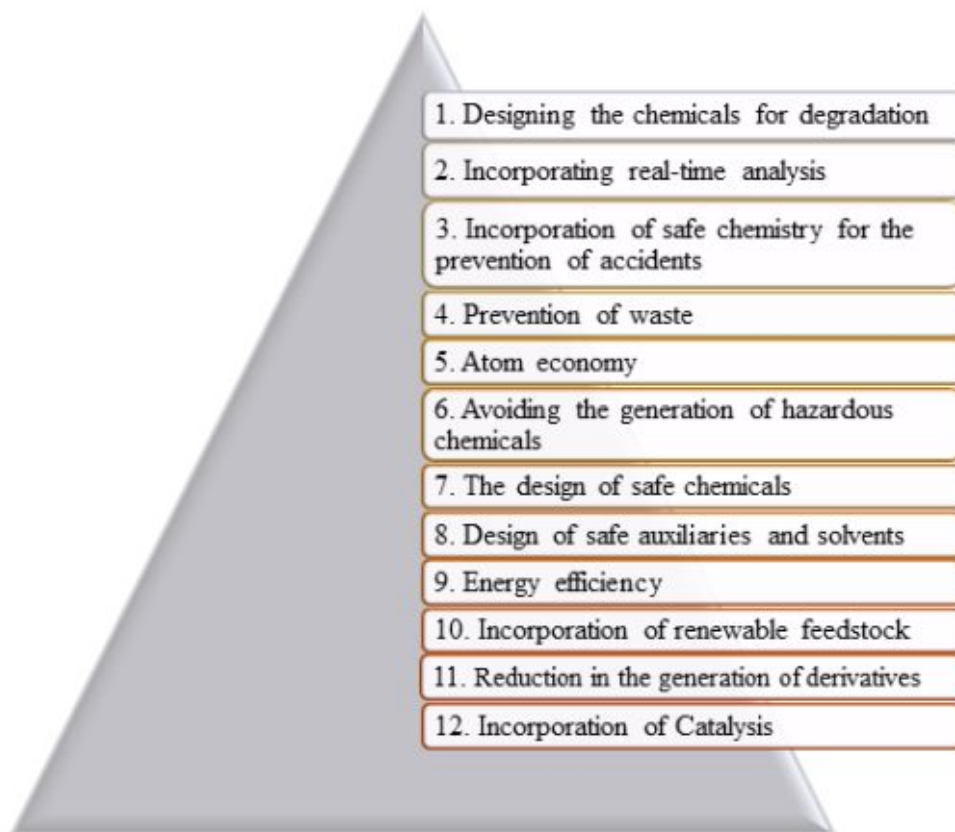 1. Designing the chemicals for degradation
2. Incorporating real-time analysis
3. Incorporation of safe chemistry for the
prevention of accidents
4. Prevention of waste
5. Atom economy
6. Avoiding the generation of hazardous
chemicals
7. The design of safe chemicals
8. Design of safe auxiliaries and solvents
9. Energy efficiency
10. Incorporation of renewable feedstock
11. Reduction in the generation of derivatives
12. Incorporation of Catalysis